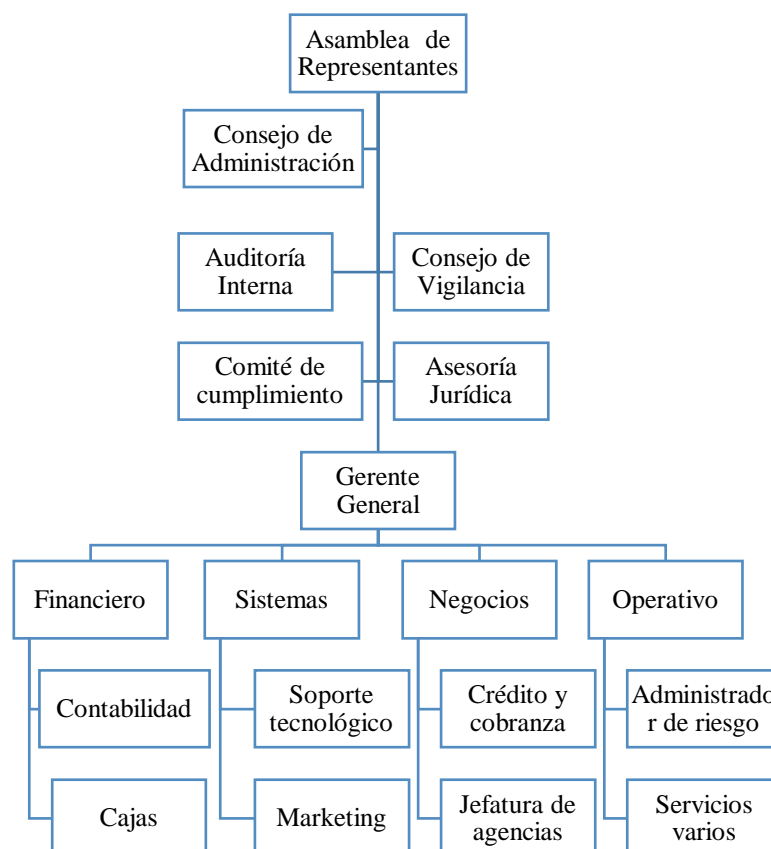 Asamblea de
Representantes
Consejo de
Administración
Auditoría
Interna
Consejo de
Vigilancia
Comité de
cumplimiento
Asesoría
Jurídica
Gerente
General
Financiero
Sistemas
Negocios
Operativo
Contabilidad
Soporte
tecnológico
Crédito y
cobranza
Administrado
r de riesgo
Cajas
Marketing
Jefatura de
agencias
Servicios
varios